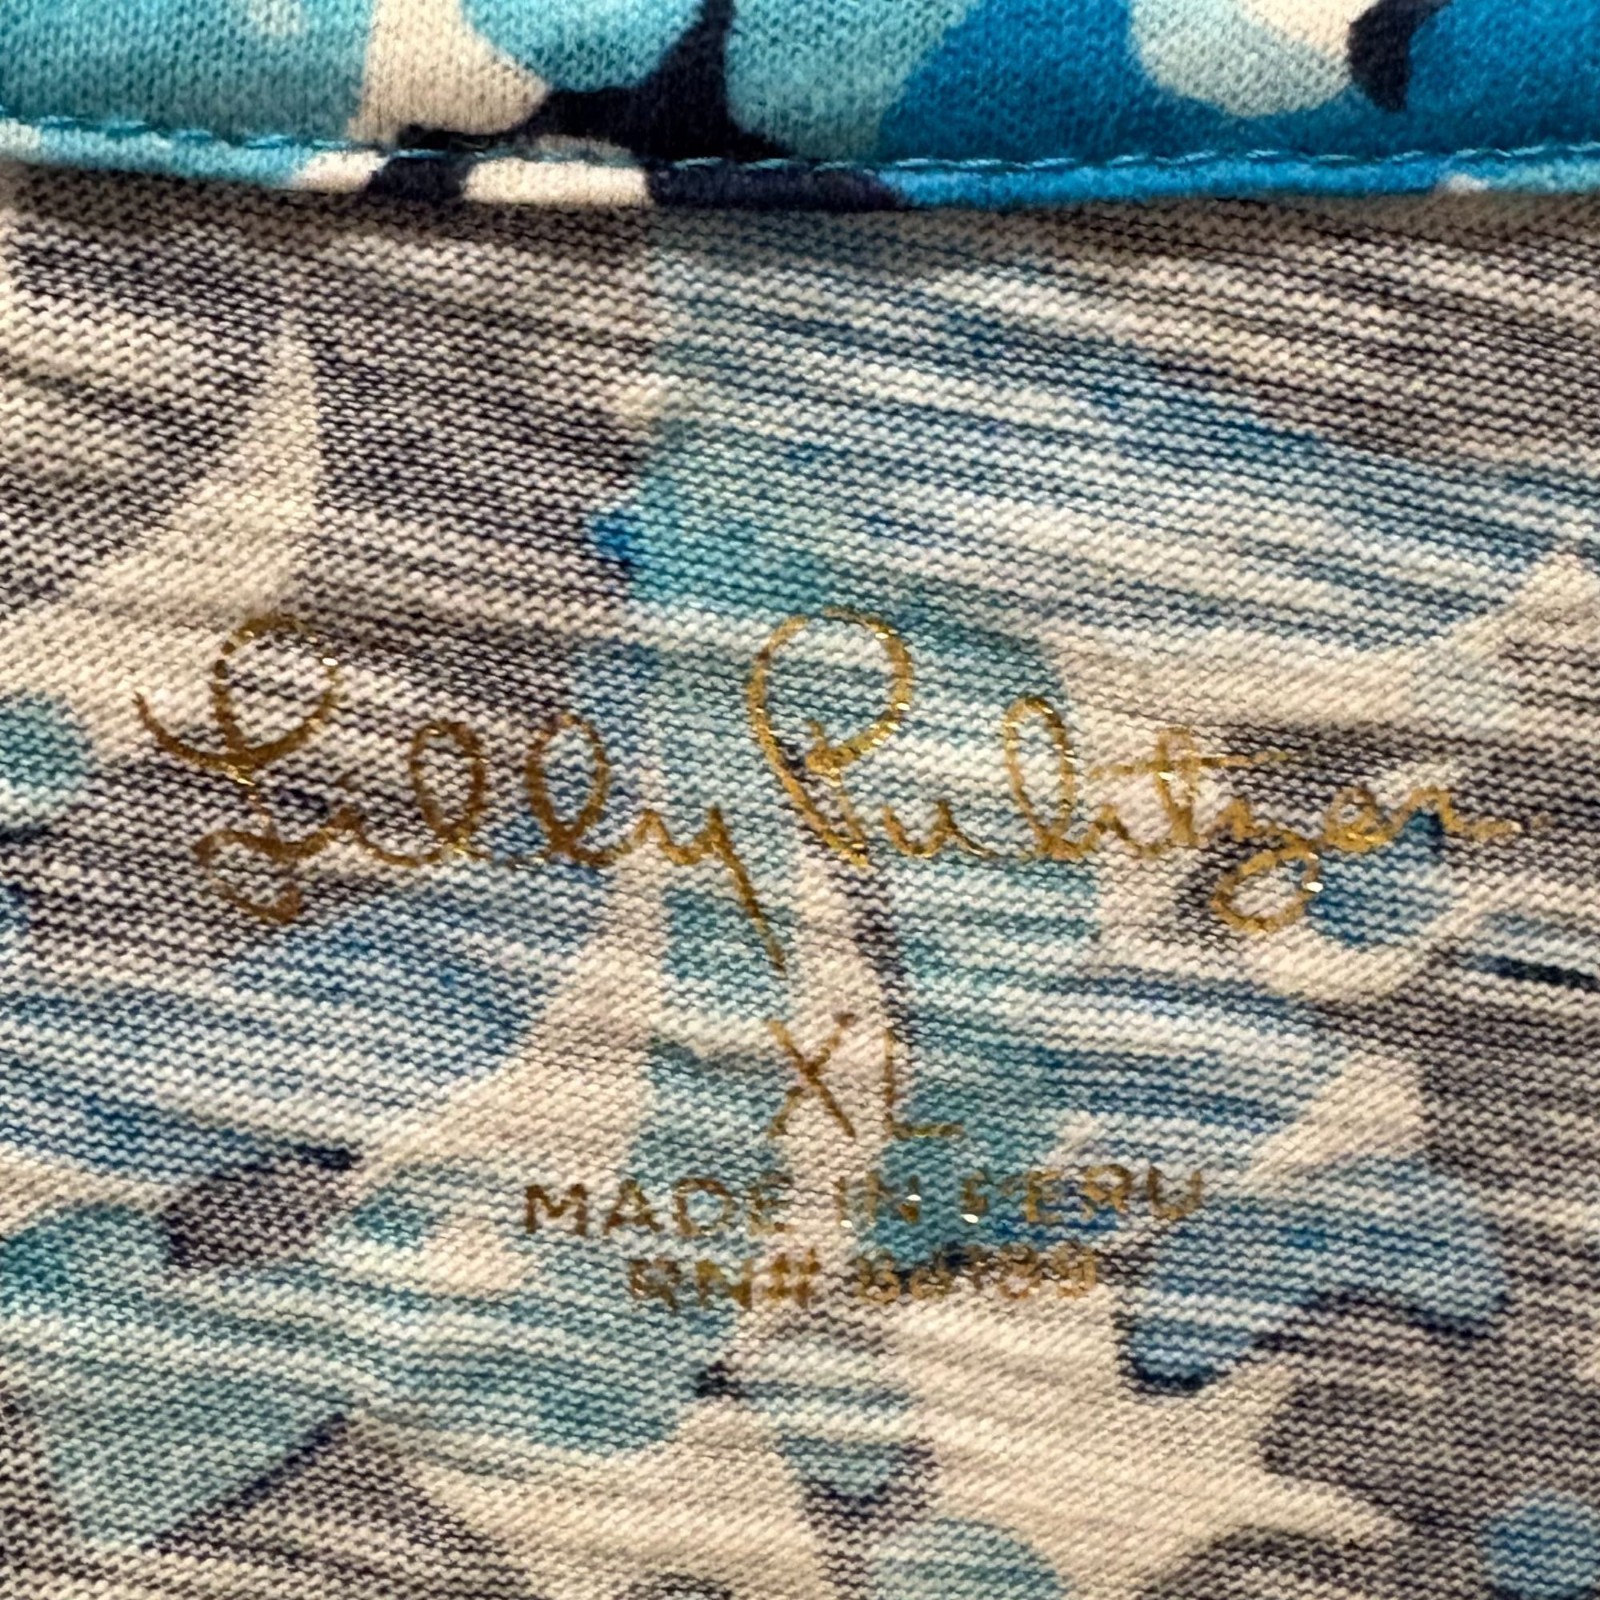 Lilly Pulitzer
XL
MADE IN PERU
RN#